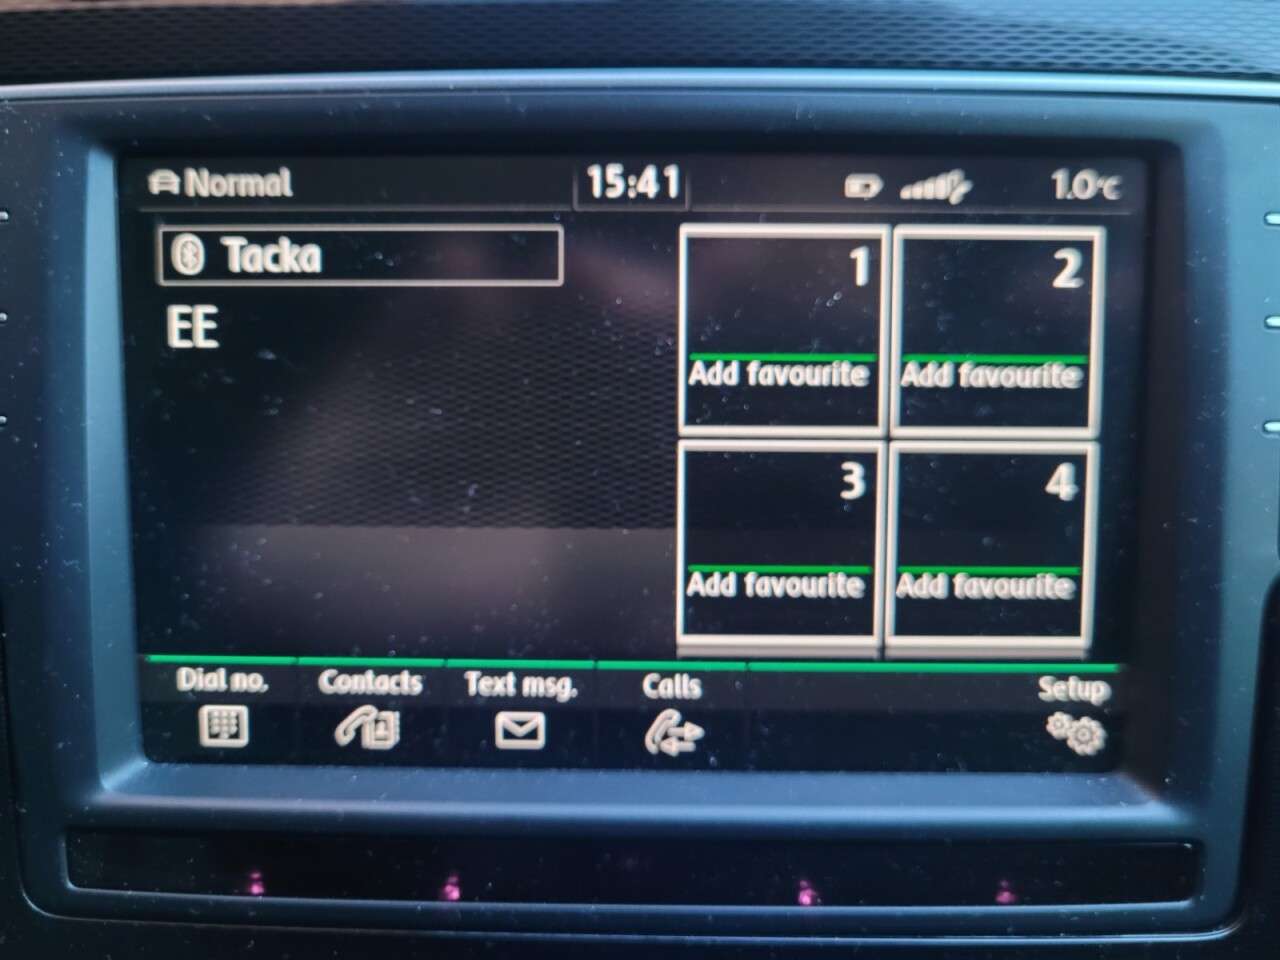 Normal
15:41
1.0°C
Tacka
EE
1
2
Add favourite
Add favourite
3
4
Add favourite
Add favourite
Dial no.
Contacts
Text msg.
Calls
Setup